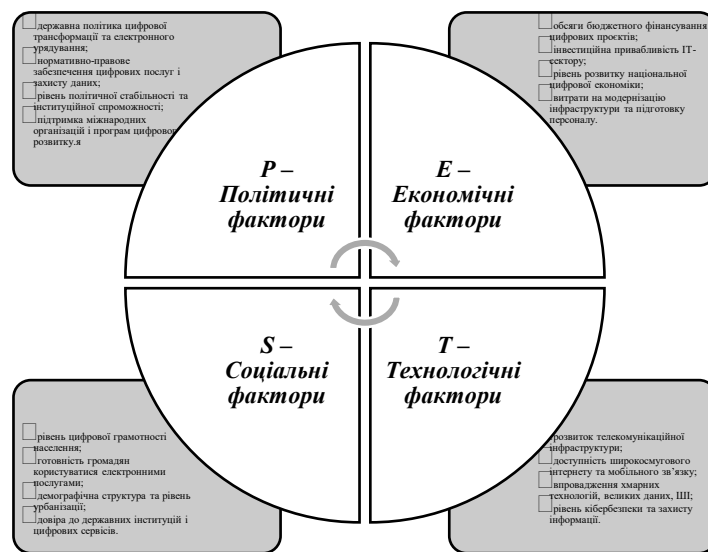 державна політика цифрової
трансформації та електронного
урядування;
нормативно-правове
забезпечення цифрових послуг і
захисту даних;
рівень політичної стабільності та
інституційної спроможності;
підтримка міжнародних
організацій і програм цифрового
розвитку.я
обсяги бюджетного фінансування
цифрових проєктів;
інвестиційна привабливість ІТ-
сектору;
рівень розвитку національної
цифрової економіки;
витрати на модернізацію
інфраструктури та підготовку
персоналу.
P –
Політичні
фактори
E –
Економічні
фактори
S –
Соціальні
фактори
T –
Технологічні
фактори
рівень цифрової грамотності
населення;
готовність громадян
користуватися електронними
послугами;
демографічна структура та рівень
урбанізації;
довіра до державних інституцій і
цифрових сервісів.
розвиток телекомунікаційної
інфраструктури;
доступність широкосмугового
інтернету та мобільного зв’язку;
впровадження хмарних
технологій, великих даних, ШІ;
рівень кібербезпеки та захисту
інформації.